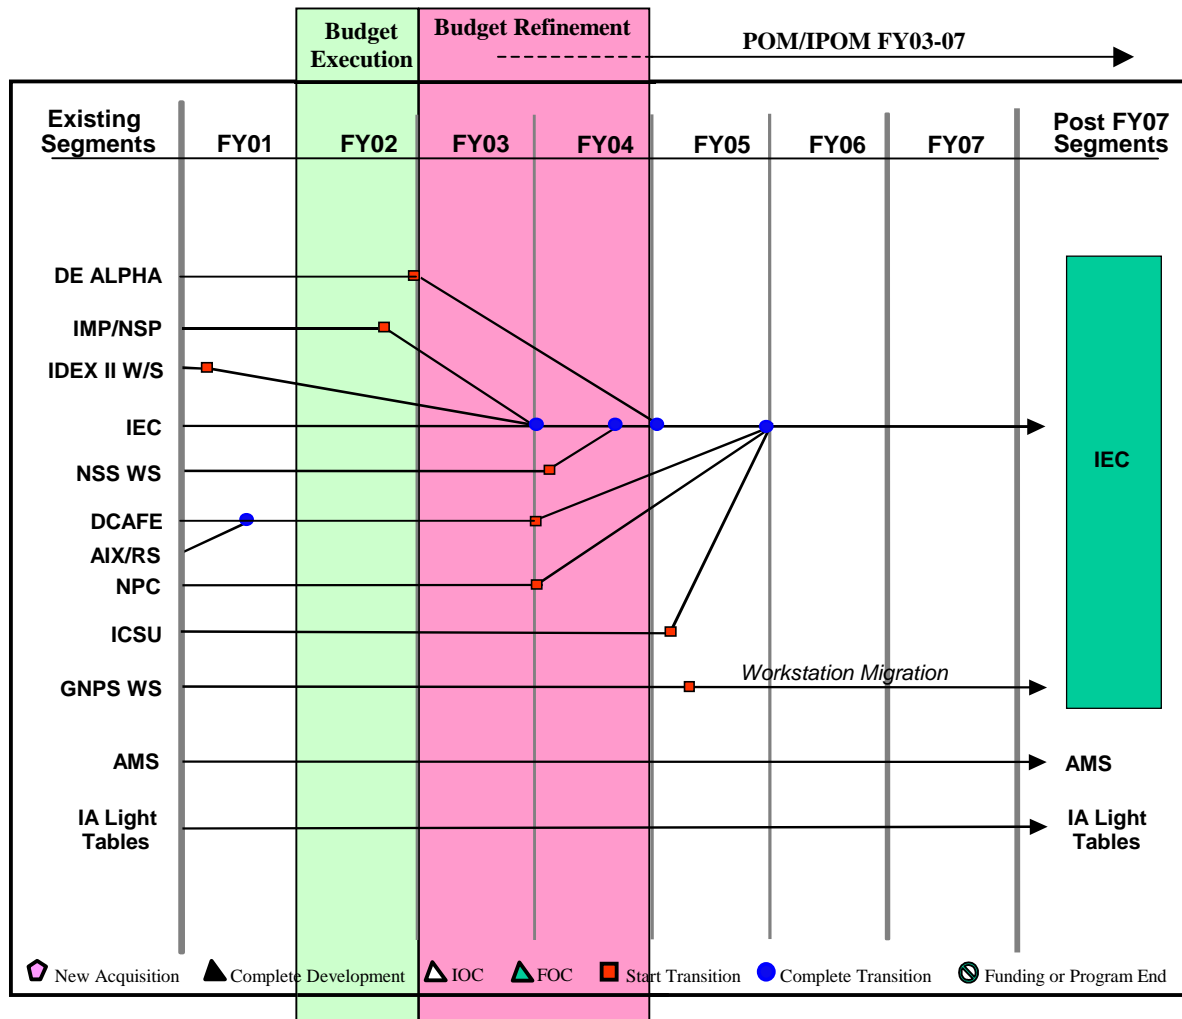 Budget
Execution
Budget Refinement
POM/IPOM FY03-07
Existing
Segments
FY01
FY02
FY03
FY04
FY05
FY06
FY07
Post FY07
Segments
DE ALPHA
IMP/NSP
IDEX II W/S
IEC
NSS WS
DCAFE
AIX/RS
NPC
ICSU
GNPS WS
Workstation Migration
IEC
AMS
AMS
IA Light
Tables
IA Light
Tables
New Acquisition
Complete Development
IOC
FOC
Start Transition
Complete Transition
Funding or Program End